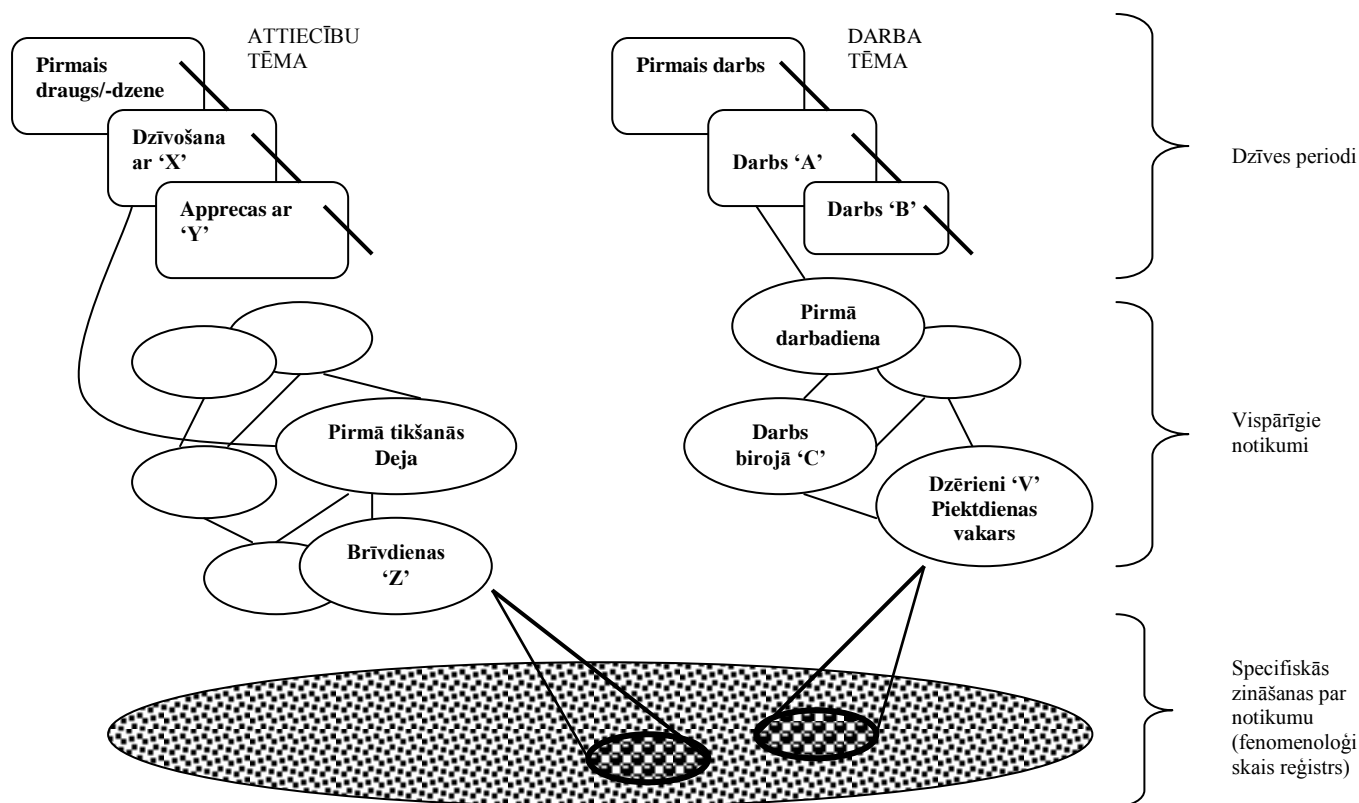 ATTIECĪBU
TĒMA
Pirmais
draugs/-dzene
Dzīvošana
ar ‘X’
Apprecas ar
‘Y’
DARBA
TĒMA
Pirmais darbs
Darbs ‘A’
Darbs ‘B’
Dzīves periodi
Pirmā tikšanās
Deja
Brīvdienas
‘Z’
Pirmā
darbadiena
Darbs
birojā ‘C’
Dzērieni ‘V’
Piektdienas
vakars
Vispārīgie
notikumi
Specifiskās
zināšanas par
notikumu
(fenomenoloģi
skais reģistrs)